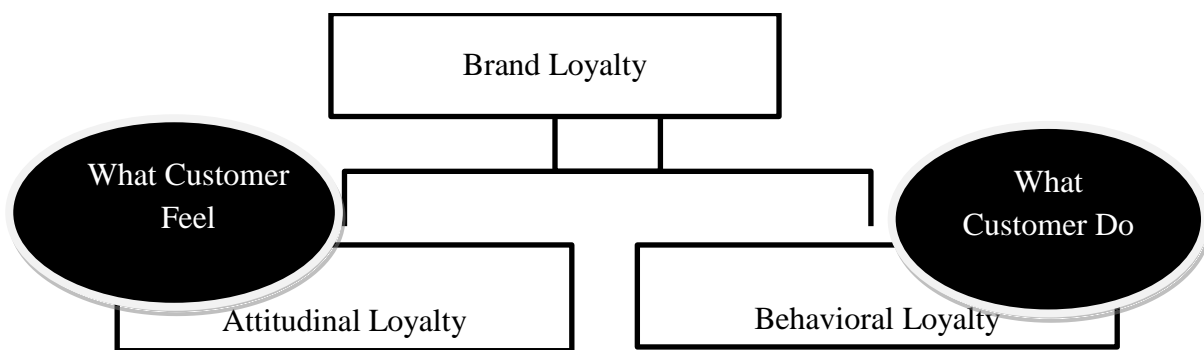 Brand Loyalty
What Customer
Feel
What
Customer Do
Attitudinal Loyalty
Behavioral Loyalty